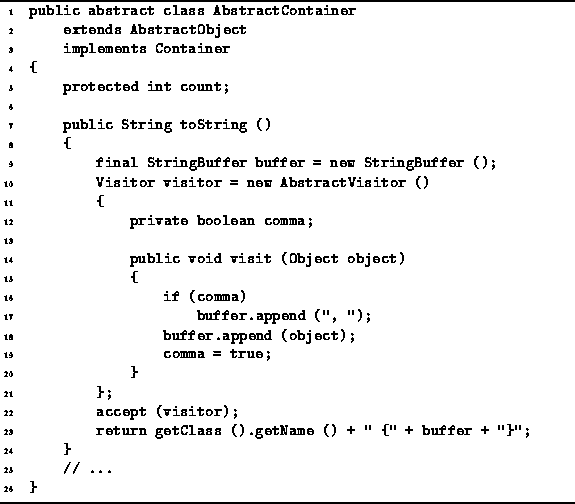 1 public abstract class AbstractContainer
2     extends AbstractObject
3     implements Container
4 {
5     protected int count;
6
7     public String toString ()
8     {
9         final StringBuffer buffer = new StringBuffer ();
10         Visitor visitor = new AbstractVisitor ()
11         {
12             private boolean comma;
13
14             public void visit (Object object)
15             {
16                 if (comma)
17                     buffer.append (", ");
18                 buffer.append (object);
19                 comma = true;
20             }
21         };
22         accept (visitor);
23         return getClass ().getName () + " {" + buffer + "}";
24     }
25     // ...
26 }